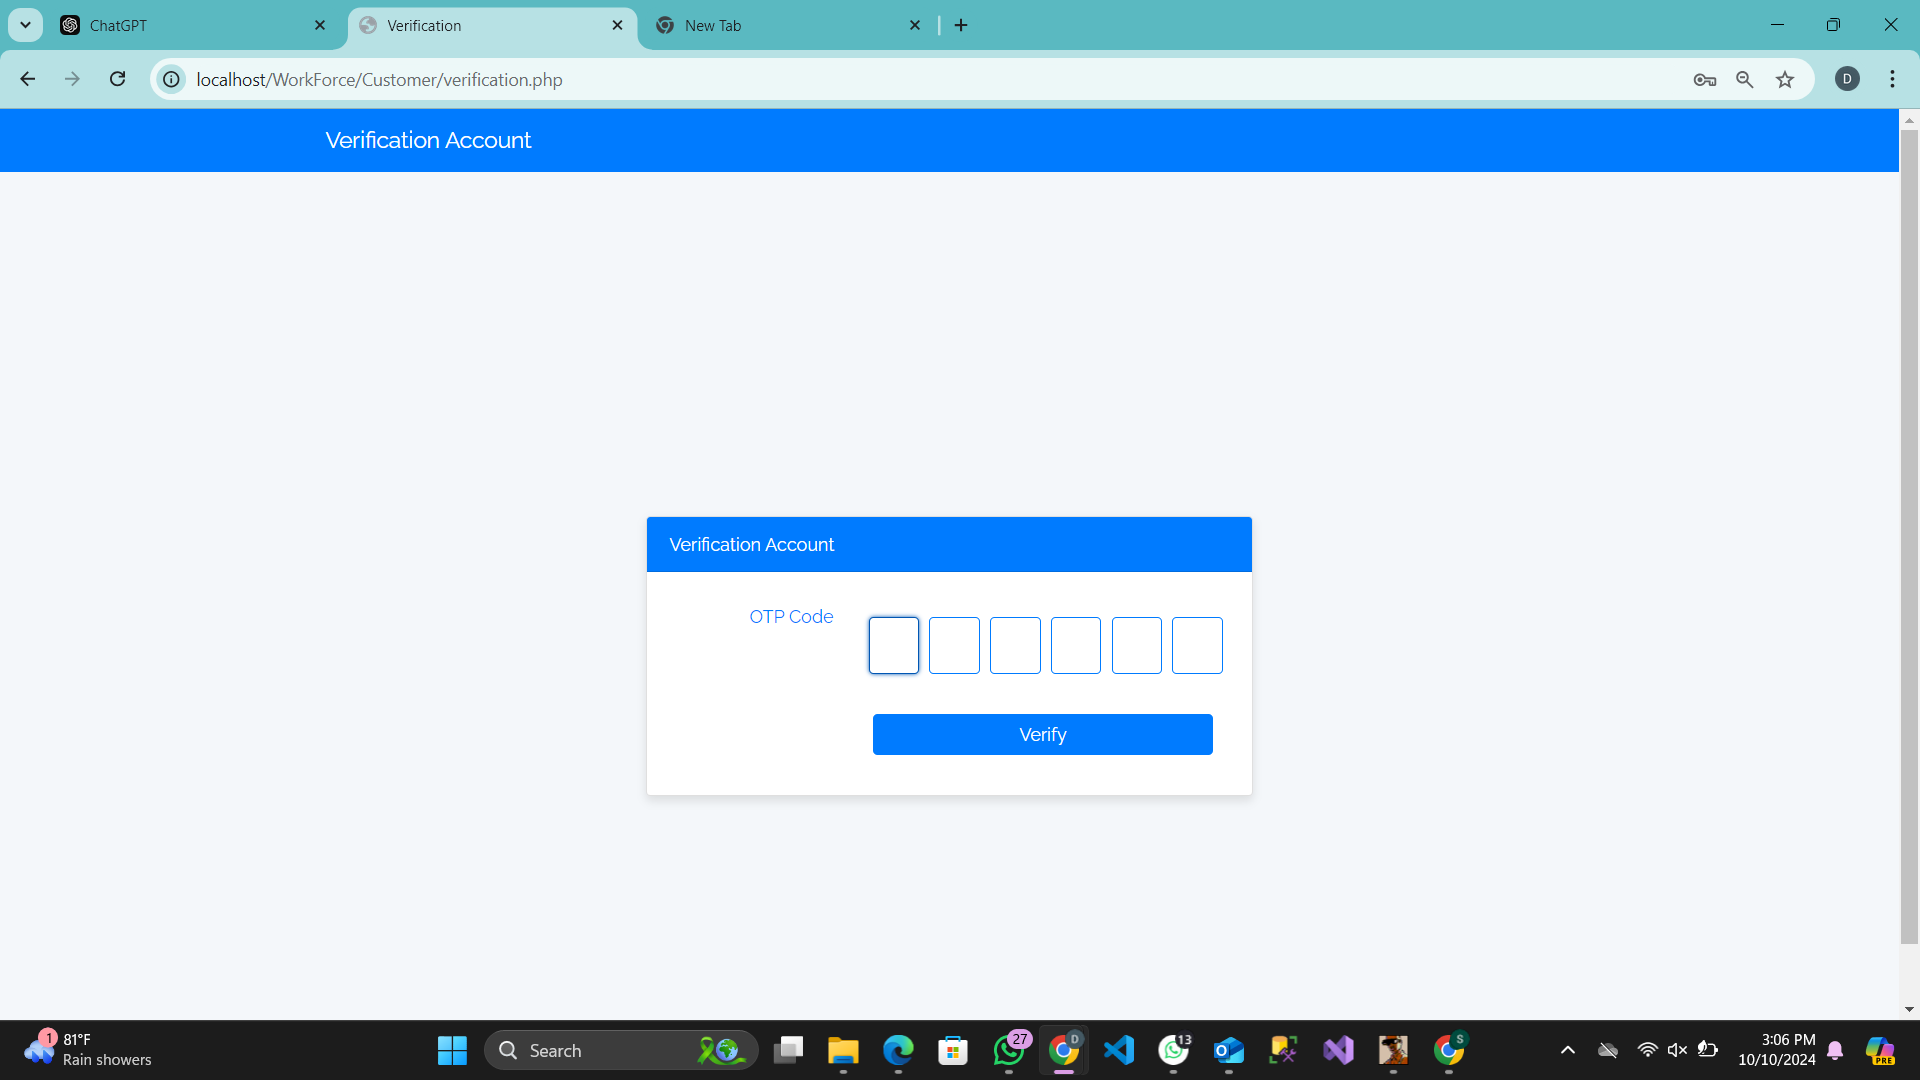 ChatGPT
Verification
New Tab
localhost/WorkForce/Customer/verification.php
D
Verification Account
Verification Account
OTP Code
Verify
1
81°F
Rain showers
Search
27
D
13
S
3:06 PM
10/10/2024
PRE